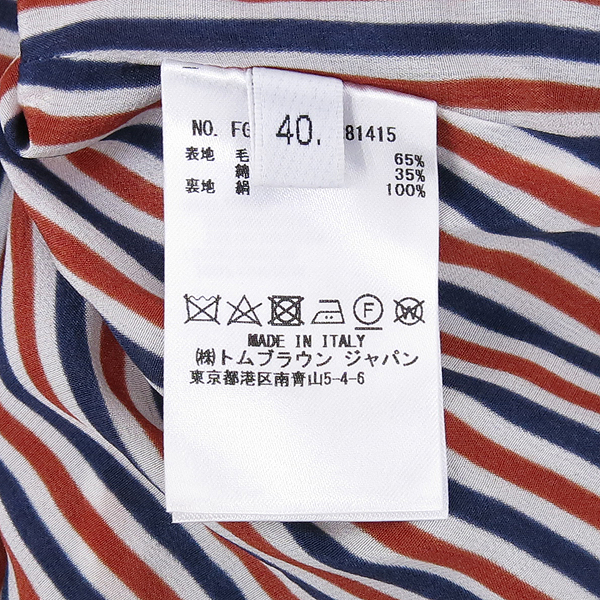 40.
NO. FG 81415
表地 毛 65%
綿 35%
裏地 絹 100%
F
W
MADE IN ITALY
㈱トムブラウン ジャパン
東京都港区南青山5-4-6